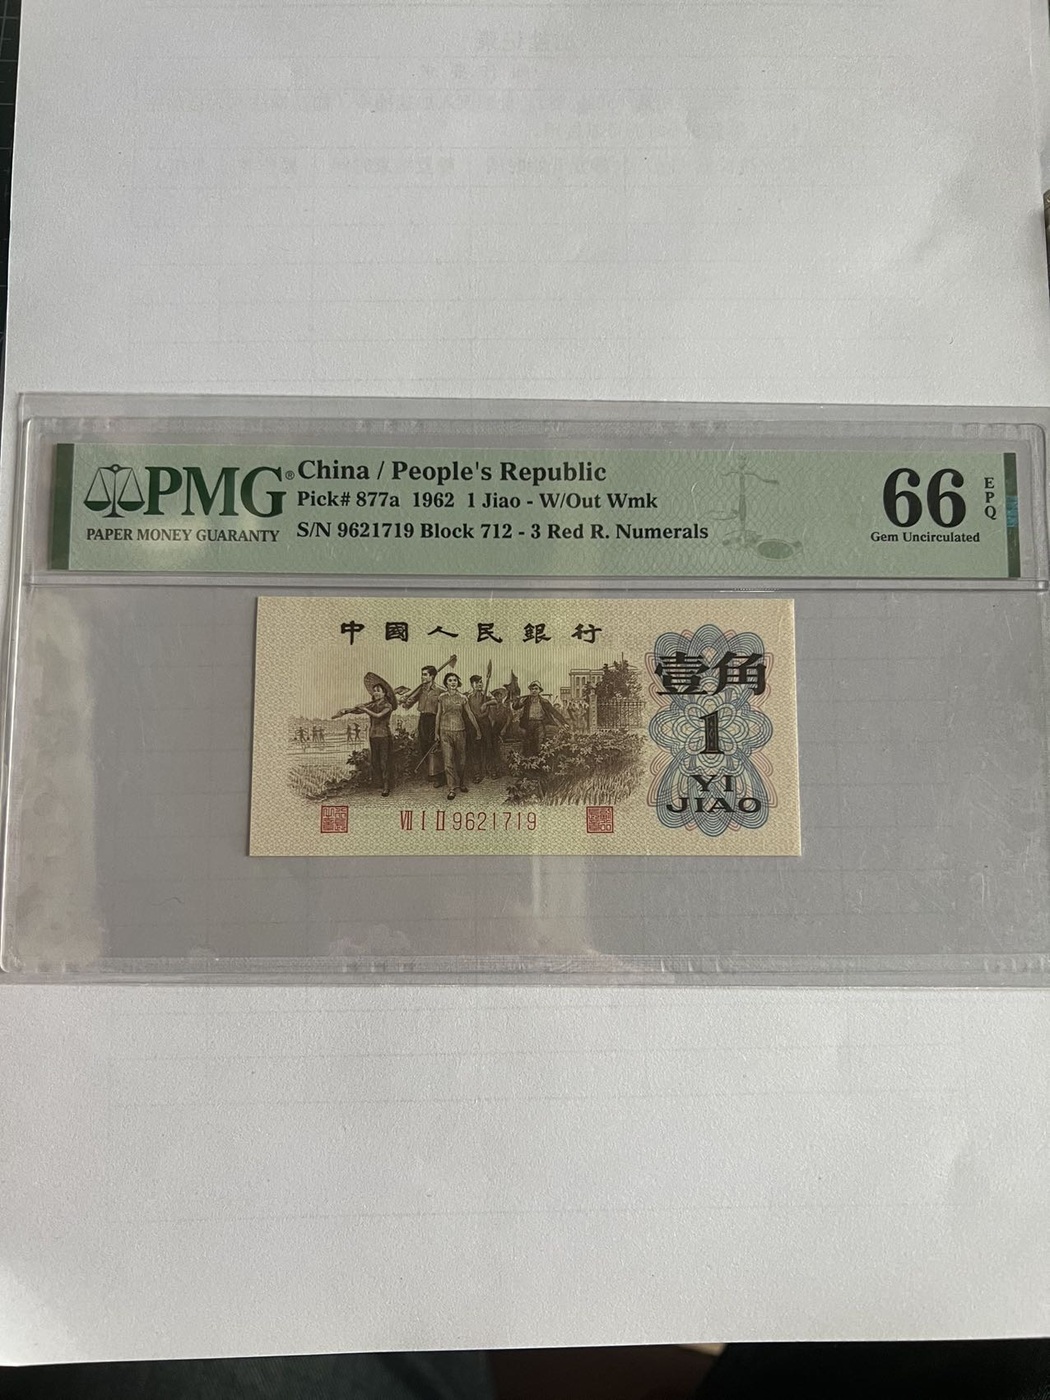 PMG®
PAPER MONEY GUARANTY
China / People's Republic
Pick# 877a 1962 1 Jiao - W/Out Wmk
S/N 9621719 Block 712 - 3 Red R. Numerals
66
EPQ
Gem Uncirculated
中國人民銀行
壹角
1
YI
JIAO
Ⅶ Ⅰ Ⅱ 9621719